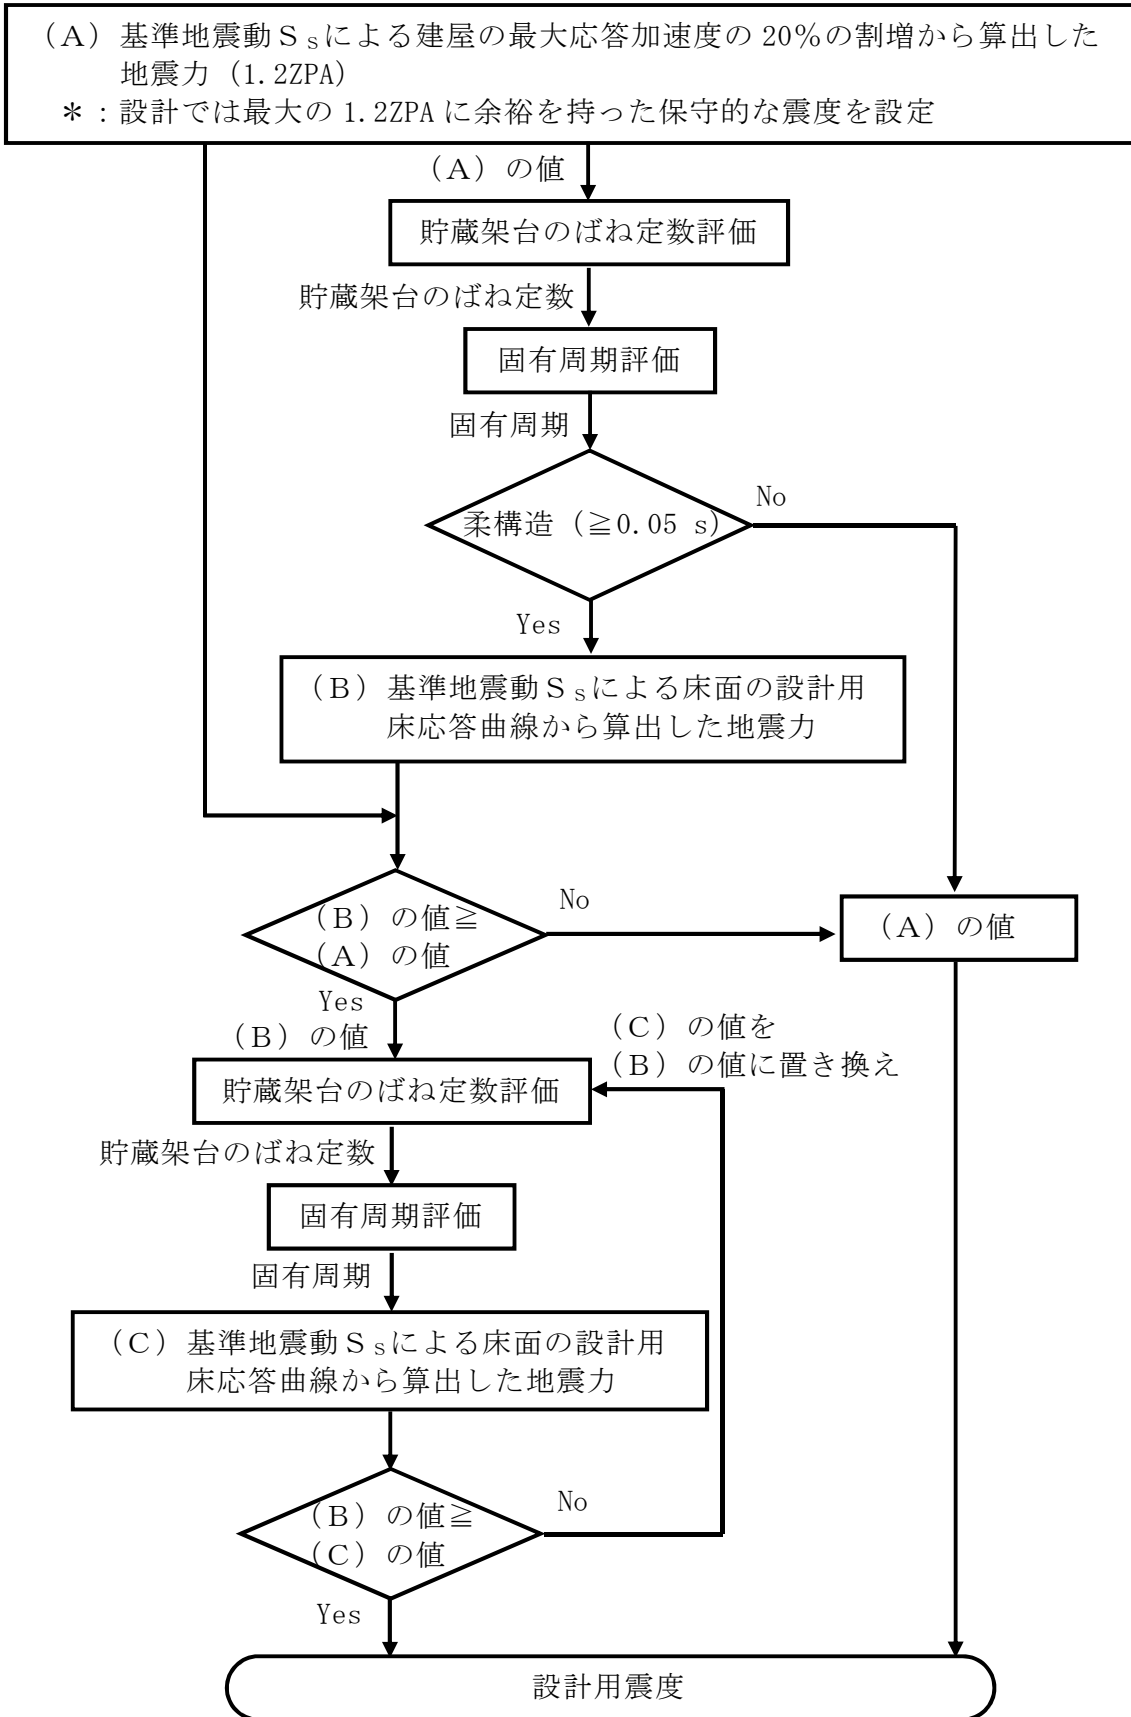 （A）基準地震動Ｓsによる建屋の最大応答加速度の 20％の割増から算出した
地震力（1.2ZPA）
＊：設計では最大の 1.2ZPA に余裕を持った保守的な震度を設定
（A）の値
貯蔵架台のばね定数評価
貯蔵架台のばね定数
固有周期評価
固有周期
柔構造（≧0.05 s）
No
Yes
（B）基準地震動Ｓsによる床面の設計用
床応答曲線から算出した地震力
（B）の値≧
（A）の値
No
（A）の値
Yes
（B）の値
（C）の値を
（B）の値に置き換え
貯蔵架台のばね定数評価
貯蔵架台のばね定数
固有周期評価
固有周期
（C）基準地震動Ｓsによる床面の設計用
床応答曲線から算出した地震力
（B）の値≧
（C）の値
No
Yes
設計用震度